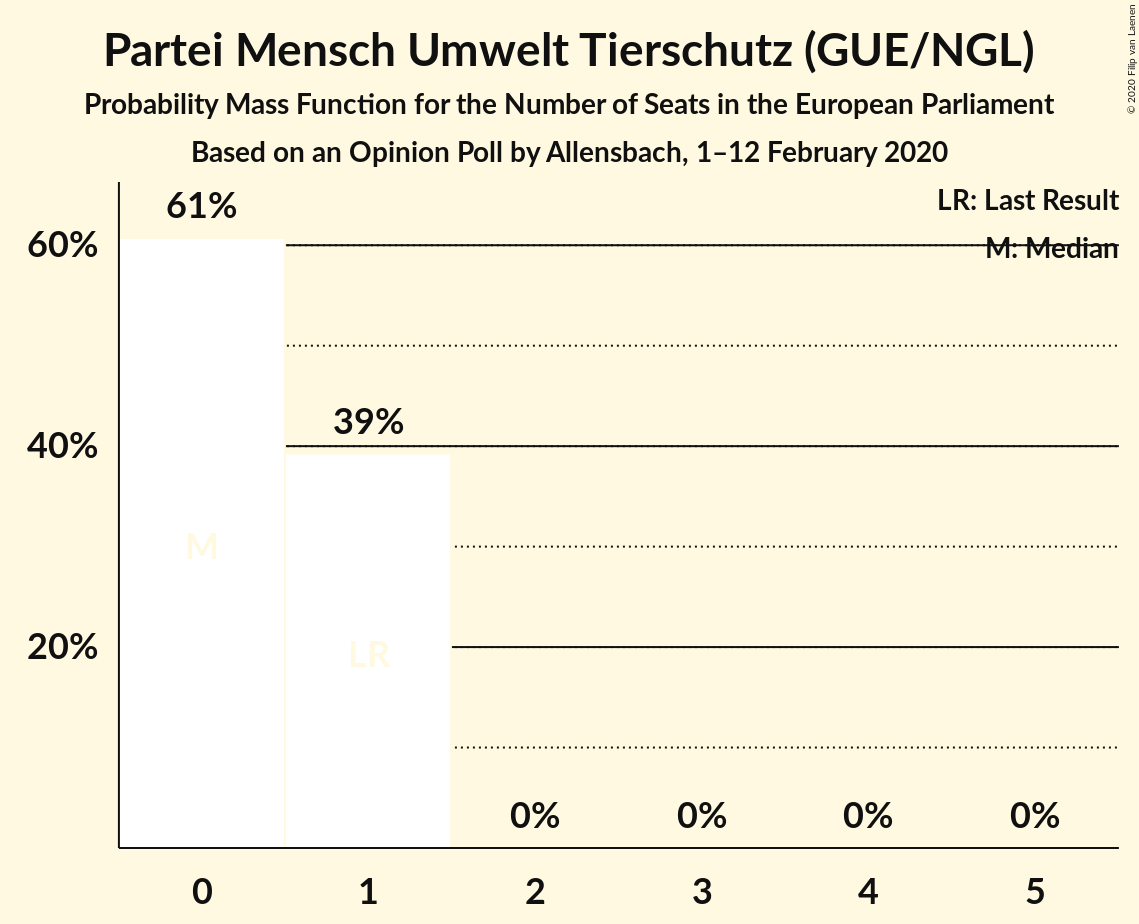 Partei Mensch Umwelt Tierschutz (GUE/NGL)
Probability Mass Function for the Number of Seats in the European Parliament
Based on an Opinion Poll by Allensbach, 1–12 February 2020
© 2020 Filip van Laenen
LR: Last Result
M: Median
61%
60%
39%
40%
M
LR
20%
0% 0% 0% 0%
0 1 2 3 4 5